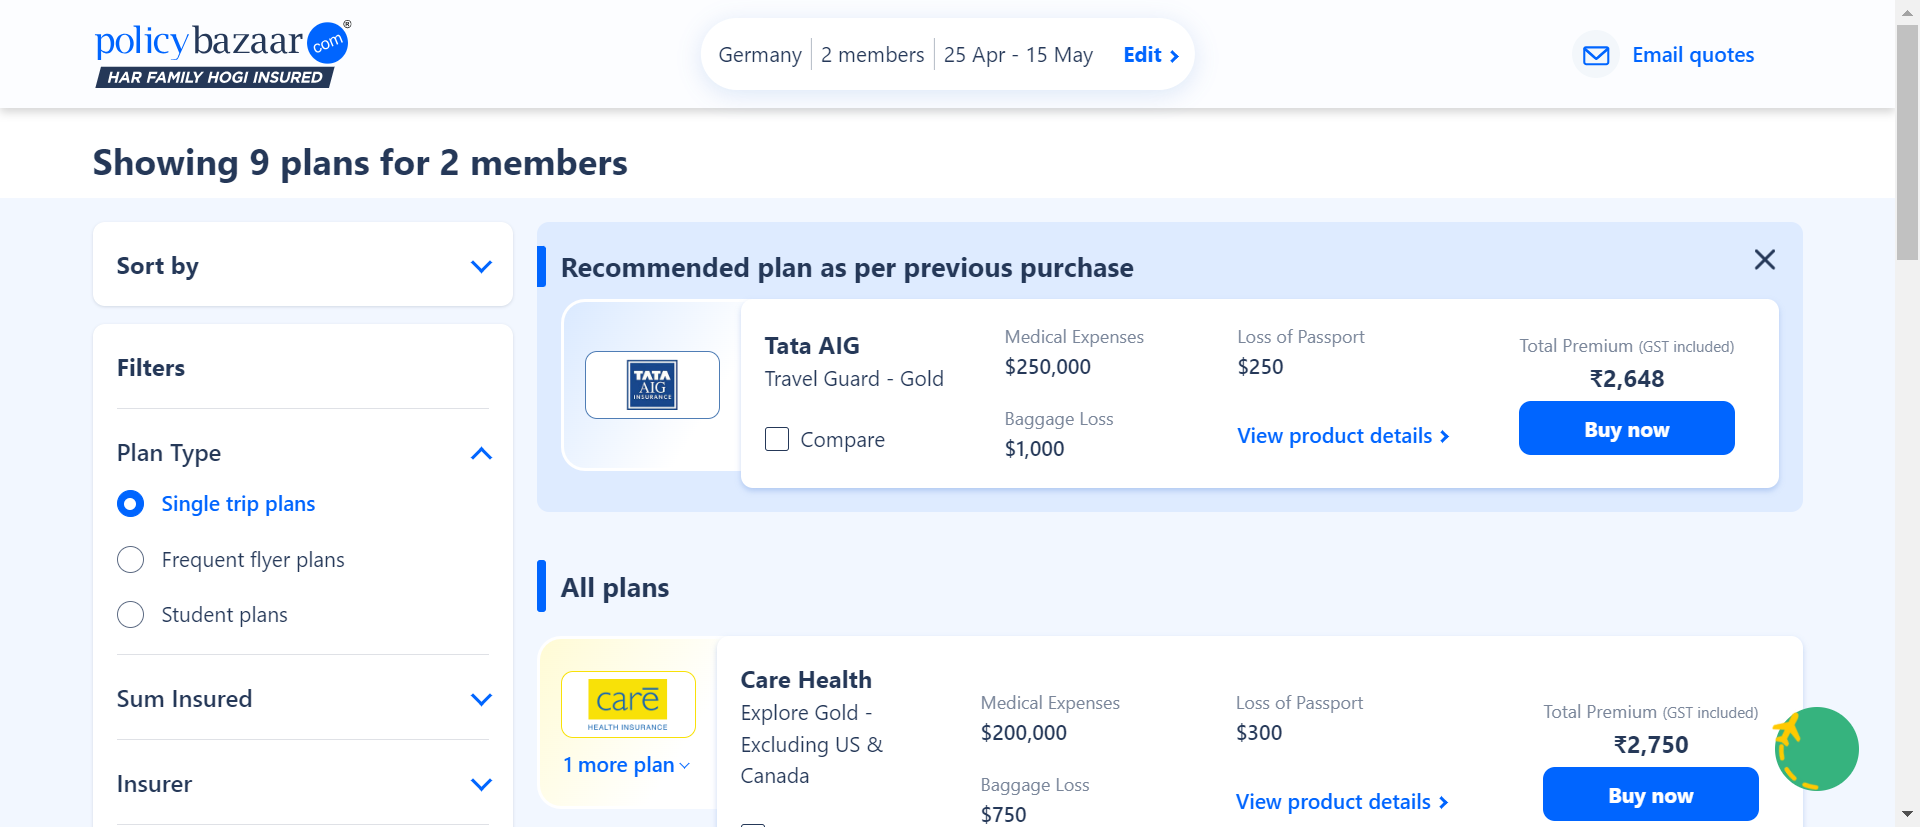 policybazaar.com®
HAR FAMILY HOGI INSURED
Germany | 2 members | 25 Apr - 15 May Edit
Email quotes
Showing 9 plans for 2 members
Sort by
Filters
Plan Type
Single trip plans
Frequent flyer plans
Student plans
Sum Insured
Insurer
Recommended plan as per previous purchase
TATA
AIG
INSURANCE
Tata AIG
Travel Guard - Gold
Compare
Medical Expenses
$250,000
Baggage Loss
$1,000
Loss of Passport
$250
View product details
Total Premium (GST included)
₹2,648
Buy now
All plans
carē
HEALTH INSURANCE
1 more plan
Care Health
Explore Gold -
Excluding US &
Canada
Medical Expenses
$200,000
Baggage Loss
$750
Loss of Passport
$300
View product details
Total Premium (GST included)
₹2,750
Buy now